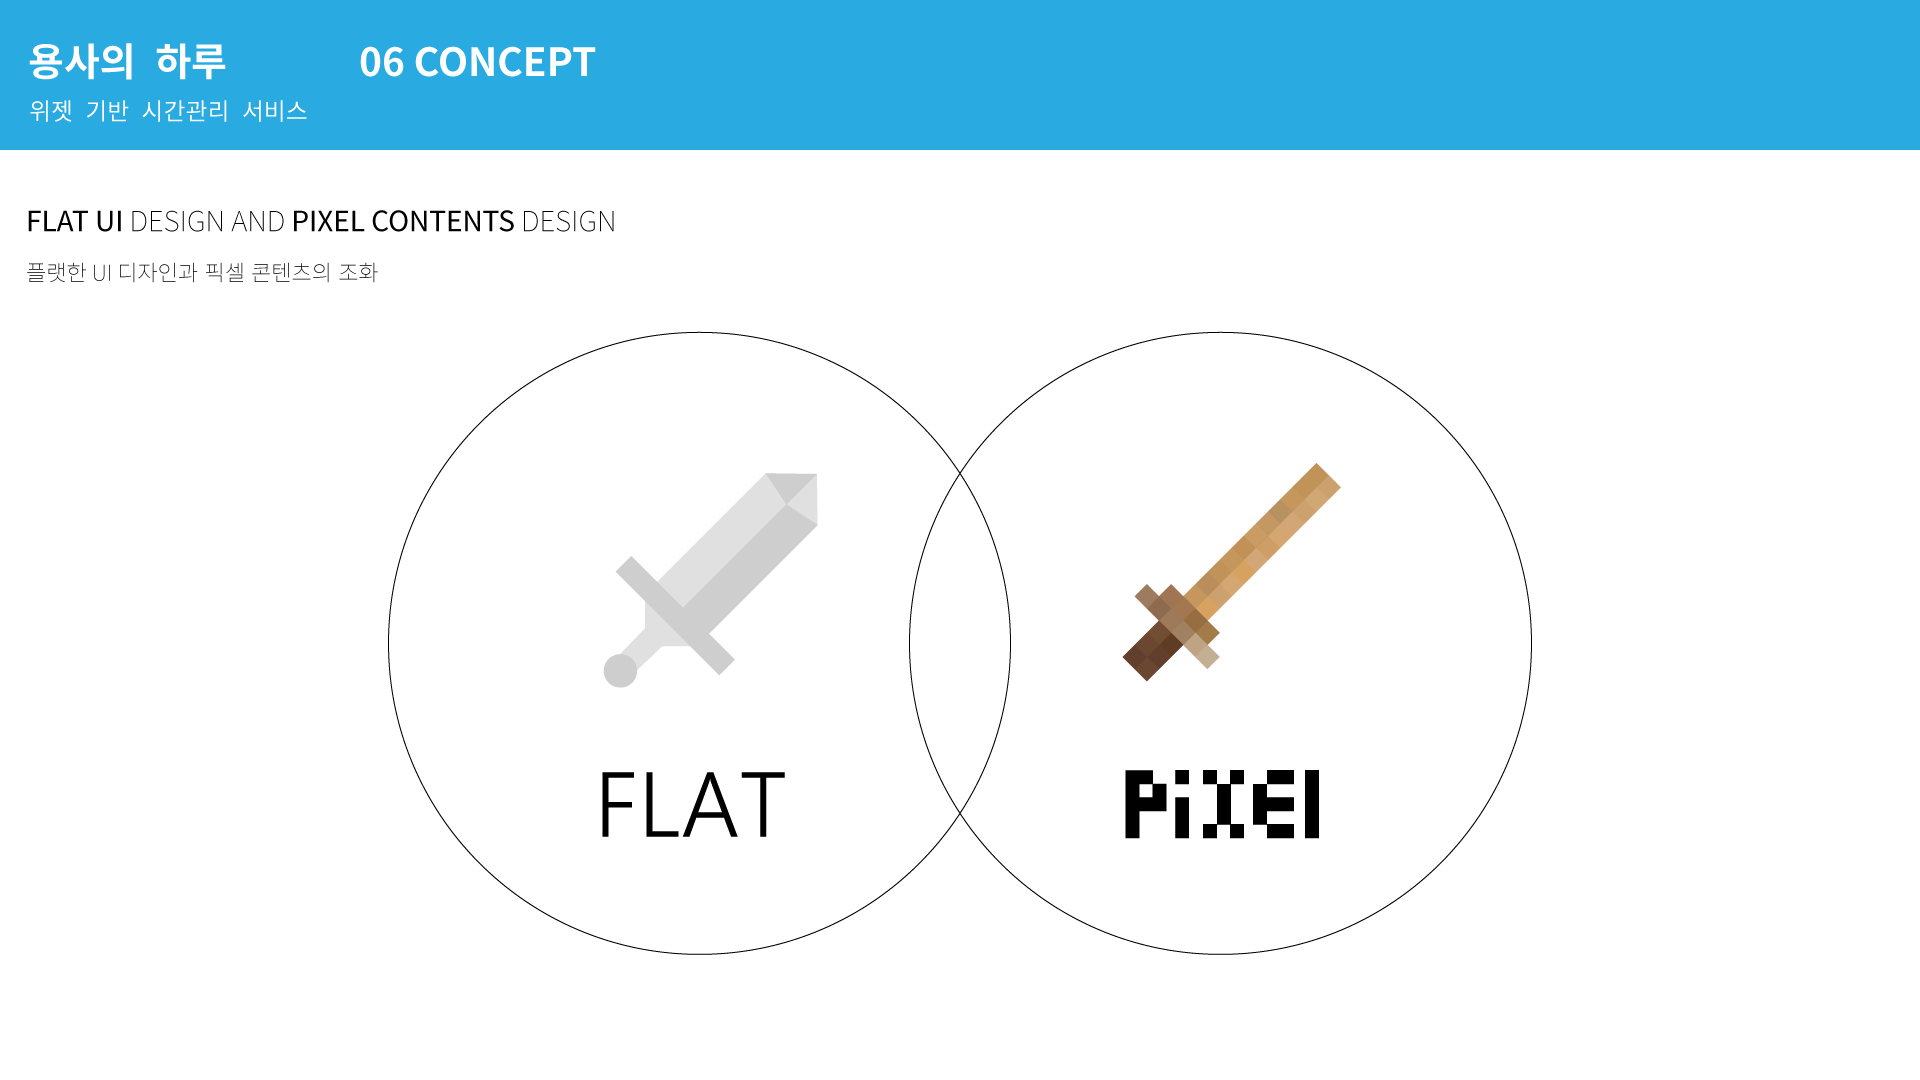 용사의 하루
06 CONCEPT
위젯 기반 시간관리 서비스
FLAT UI DESIGN AND PIXEL CONTENTS DESIGN
플랫한 UI 디자인과 픽셀 콘텐츠의 조화
FLAT
PiXEl